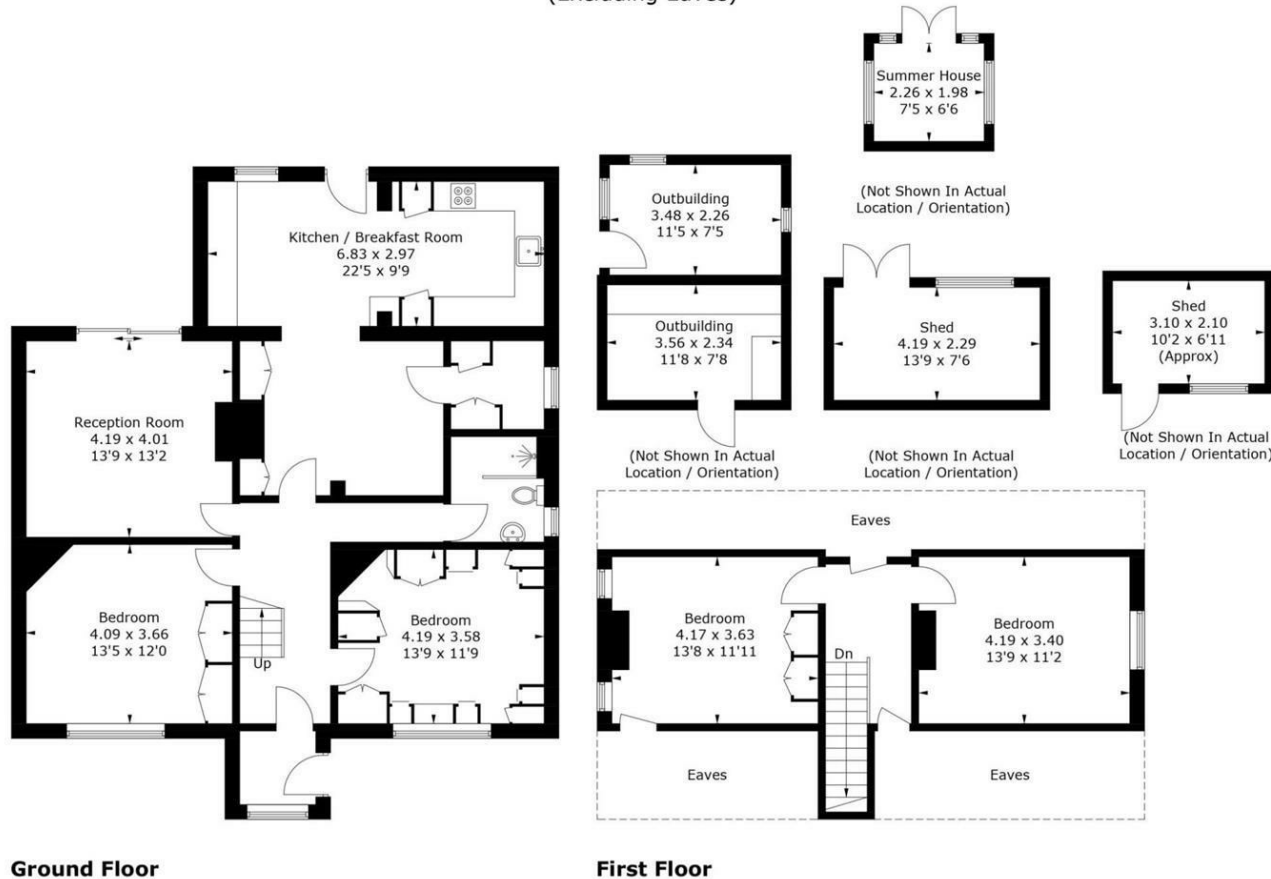 (Including Eaves)
Summer House
2.26 x 1.98
7'5 x 6'6
(Not Shown In Actual
Location / Orientation)
Outbuilding
3.48 x 2.26
11'5 x 7'5
Outbuilding
3.56 x 2.34
11'8 x 7'8
(Not Shown In Actual
Location / Orientation)
Shed
4.19 x 2.29
13'9 x 7'6
(Not Shown In Actual
Location / Orientation)
Shed
3.10 x 2.10
10'2 x 6'11
(Approx)
(Not Shown In Actual
Location / Orientation)
Kitchen / Breakfast Room
6.83 x 2.97
22'5 x 9'9
Reception Room
4.19 x 4.01
13'9 x 13'2
Bedroom
4.09 x 3.66
13'5 x 12'0
Up
Bedroom
4.19 x 3.58
13'9 x 11'9
Eaves
Bedroom
4.17 x 3.63
13'8 x 11'11
Dn
Bedroom
4.19 x 3.40
13'9 x 11'2
Eaves
Eaves
Ground Floor
First Floor